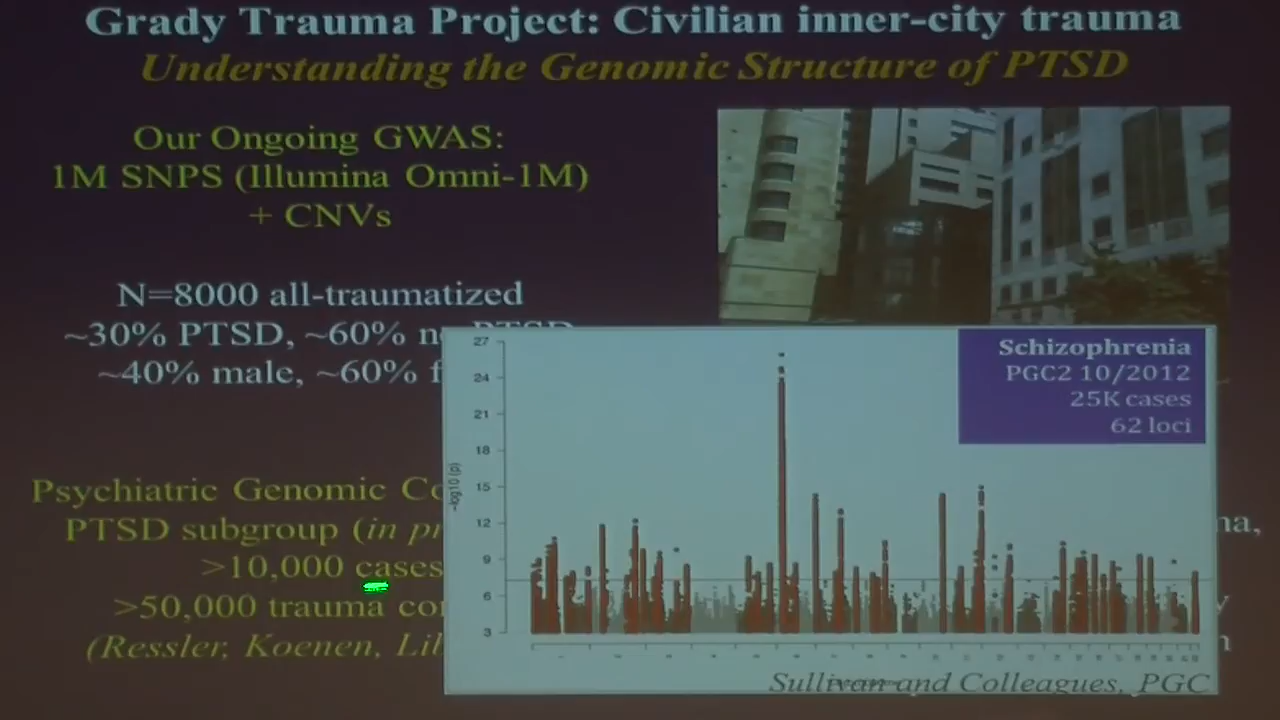 Grady Trauma Project: Civilian inner-city trauma
Understanding the Genomic Structure of PTSD
Our Ongoing GWAS:
1M SNPS (Illumina Omni-1M)
+ CNVs
N=8000 all-traumatized
~30% PTSD, ~60% no PTSD
~40% male, ~60% f
Psychiatric Genomic Co
PTSD subgroup (in pr
>10,000 cases
>50,000 trauma co
(Ressler, Koenen, Lib
Schizophrenia
PGC2 10/2012
25K cases
62 loci
-log10 (p)
27
24
21
18
15
12
9
6
3
Sullivan and Colleagues, PGC